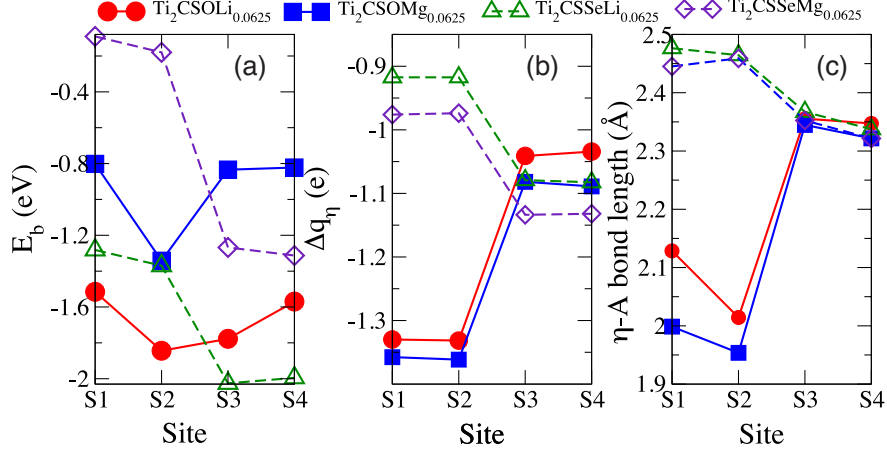 Ti₂CSOLi₀.₀₆₂₅ Ti₂CSOMg₀.₀₆₂₅ Ti₂CSSeLi₀.₀₆₂₅ Ti₂CSSeMg₀.₀₆₂₅
(a) (b) (c)
E_b (eV)
-0.4
-0.8
-1.2
-1.6
-2
S1 S2 S3 S4
Site
Δq_η (e)
-0.9
-1
-1.1
-1.2
-1.3
S1 S2 S3 S4
Site
η-A bond length (Å)
2.5
2.4
2.3
2.2
2.1
2
1.9
S1 S2 S3 S4
Site